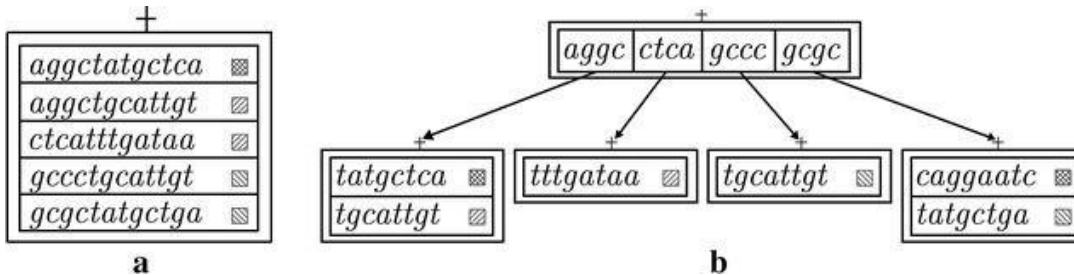 aggctatgctca
aggctgcattgt
ctcatttgataa
gccctgcattgt
gcgctatgctga
a
aggc ctca gccc gcgc
tatgctca tttgataa tgcattgt caggaatc
tgcattgt tatgctga
b